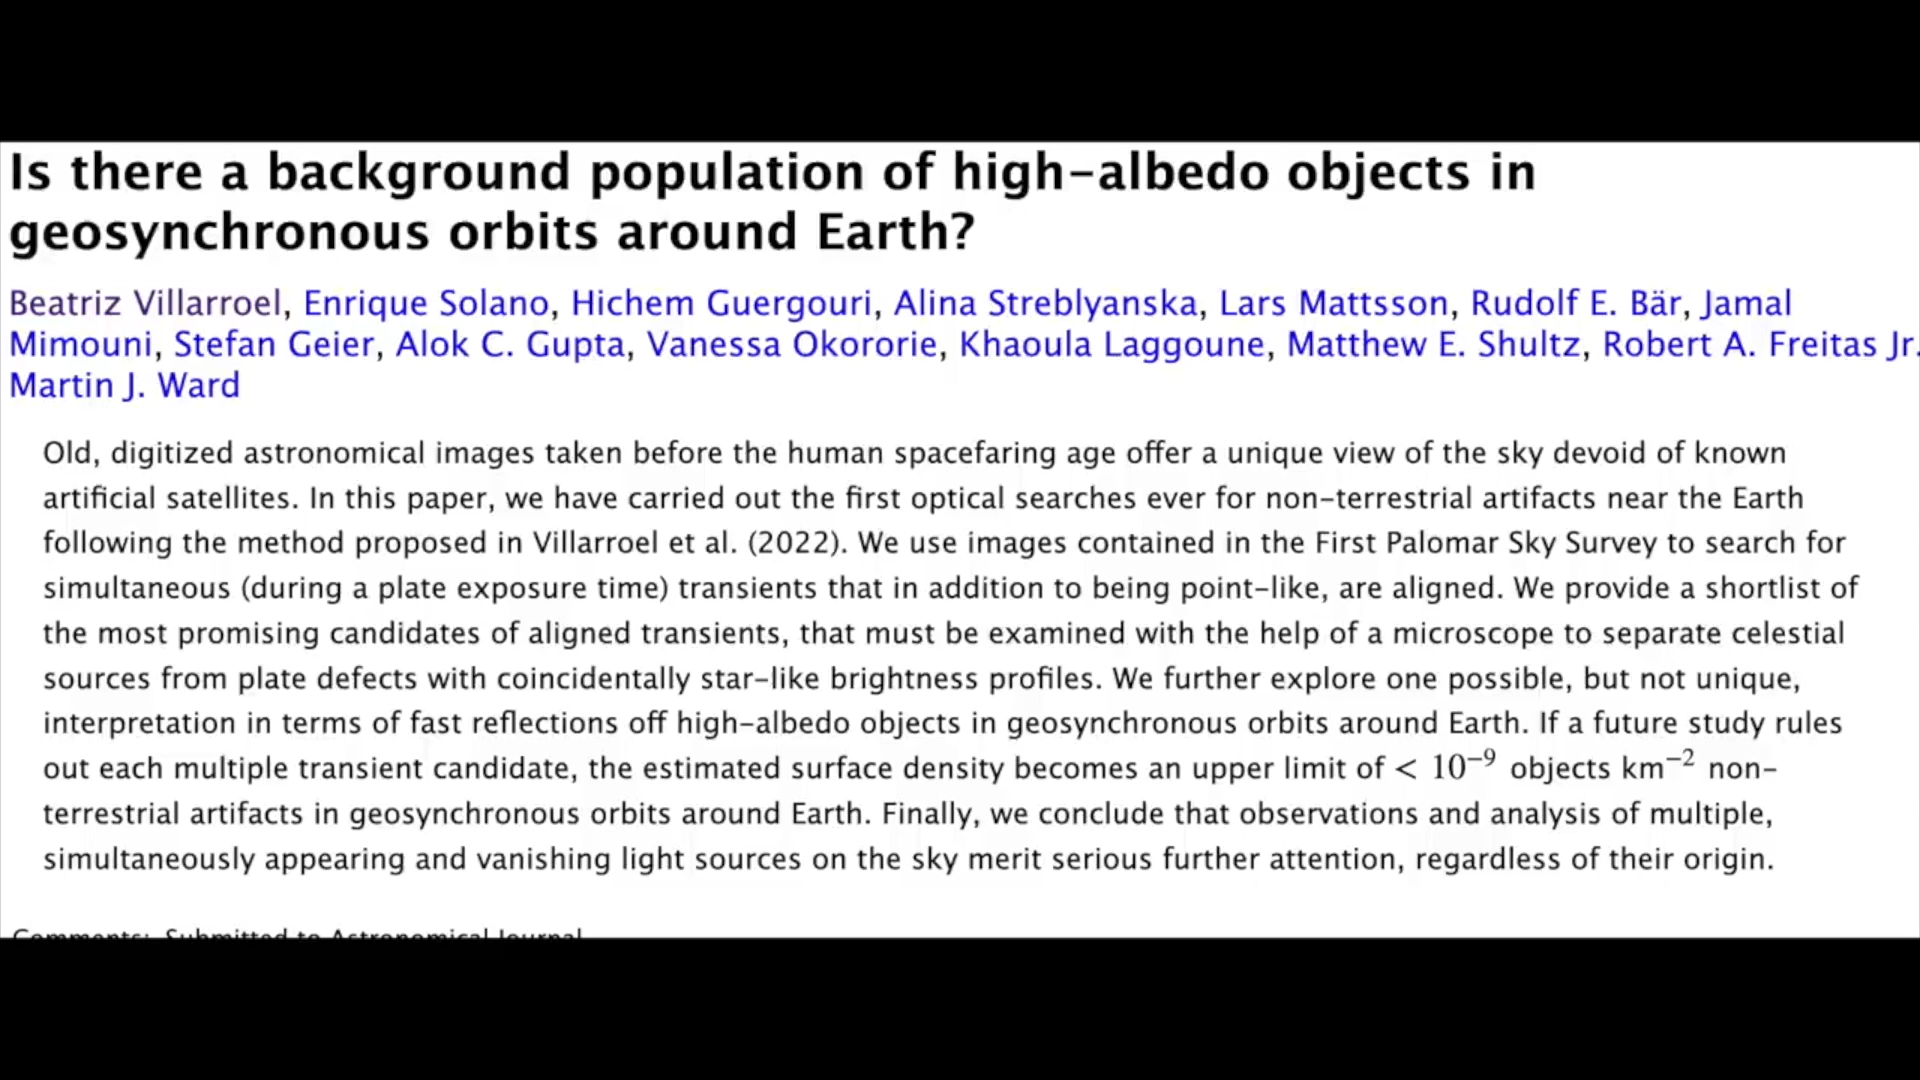 Is there a background population of high-albedo objects in
geosynchronous orbits around Earth?
Beatriz Villarroel, Enrique Solano, Hichem Guergouri, Alina Streblyanska, Lars Mattsson, Rudolf E. Bär, Jamal
Mimouni, Stefan Geier, Alok C. Gupta, Vanessa Okororie, Khaoula Laggoune, Matthew E. Shultz, Robert A. Freitas Jr.
Martin J. Ward
Old, digitized astronomical images taken before the human spacefaring age offer a unique view of the sky devoid of known
artificial satellites. In this paper, we have carried out the first optical searches ever for non-terrestrial artifacts near the Earth
following the method proposed in Villarroel et al. (2022). We use images contained in the First Palomar Sky Survey to search for
simultaneous (during a plate exposure time) transients that in addition to being point-like, are aligned. We provide a shortlist of
the most promising candidates of aligned transients, that must be examined with the help of a microscope to separate celestial
sources from plate defects with coincidentally star-like brightness profiles. We further explore one possible, but not unique,
interpretation in terms of fast reflections off high-albedo objects in geosynchronous orbits around Earth. If a future study rules
out each multiple transient candidate, the estimated surface density becomes an upper limit of < 10⁻⁹ objects km⁻² non-
terrestrial artifacts in geosynchronous orbits around Earth. Finally, we conclude that observations and analysis of multiple,
simultaneously appearing and vanishing light sources on the sky merit serious further attention, regardless of their origin.
Comments: Submitted to Astronomical Journal